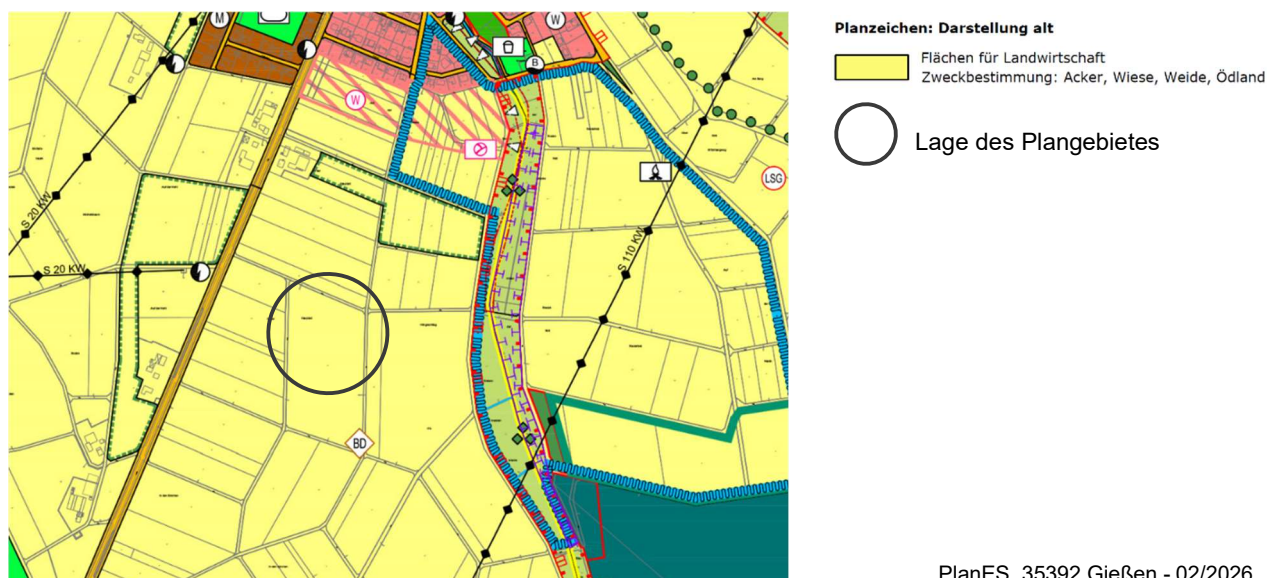 M
W
B
W
LSG
S 20 KW
S 20 KW
S 110 KW
BD
Planzeichen: Darstellung alt
Flächen für Landwirtschaft
Zweckbestimmung: Acker, Wiese, Weide, Ödland
Lage des Plangebietes
PlanES, 35392 Gießen - 02/2026